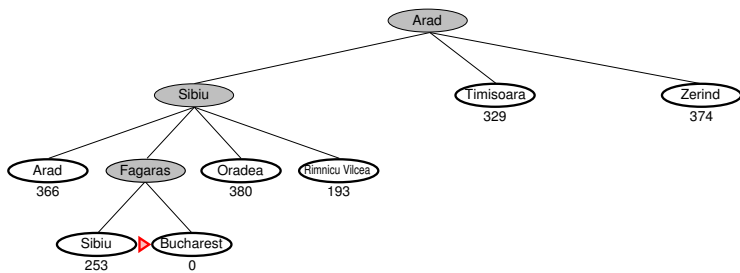 Arad
Sibiu
Timisoara
Zerind
329
374
Arad
Fagaras
Oradea
Rimnicu Vilcea
366
380
193
Sibiu
Bucharest
253
0